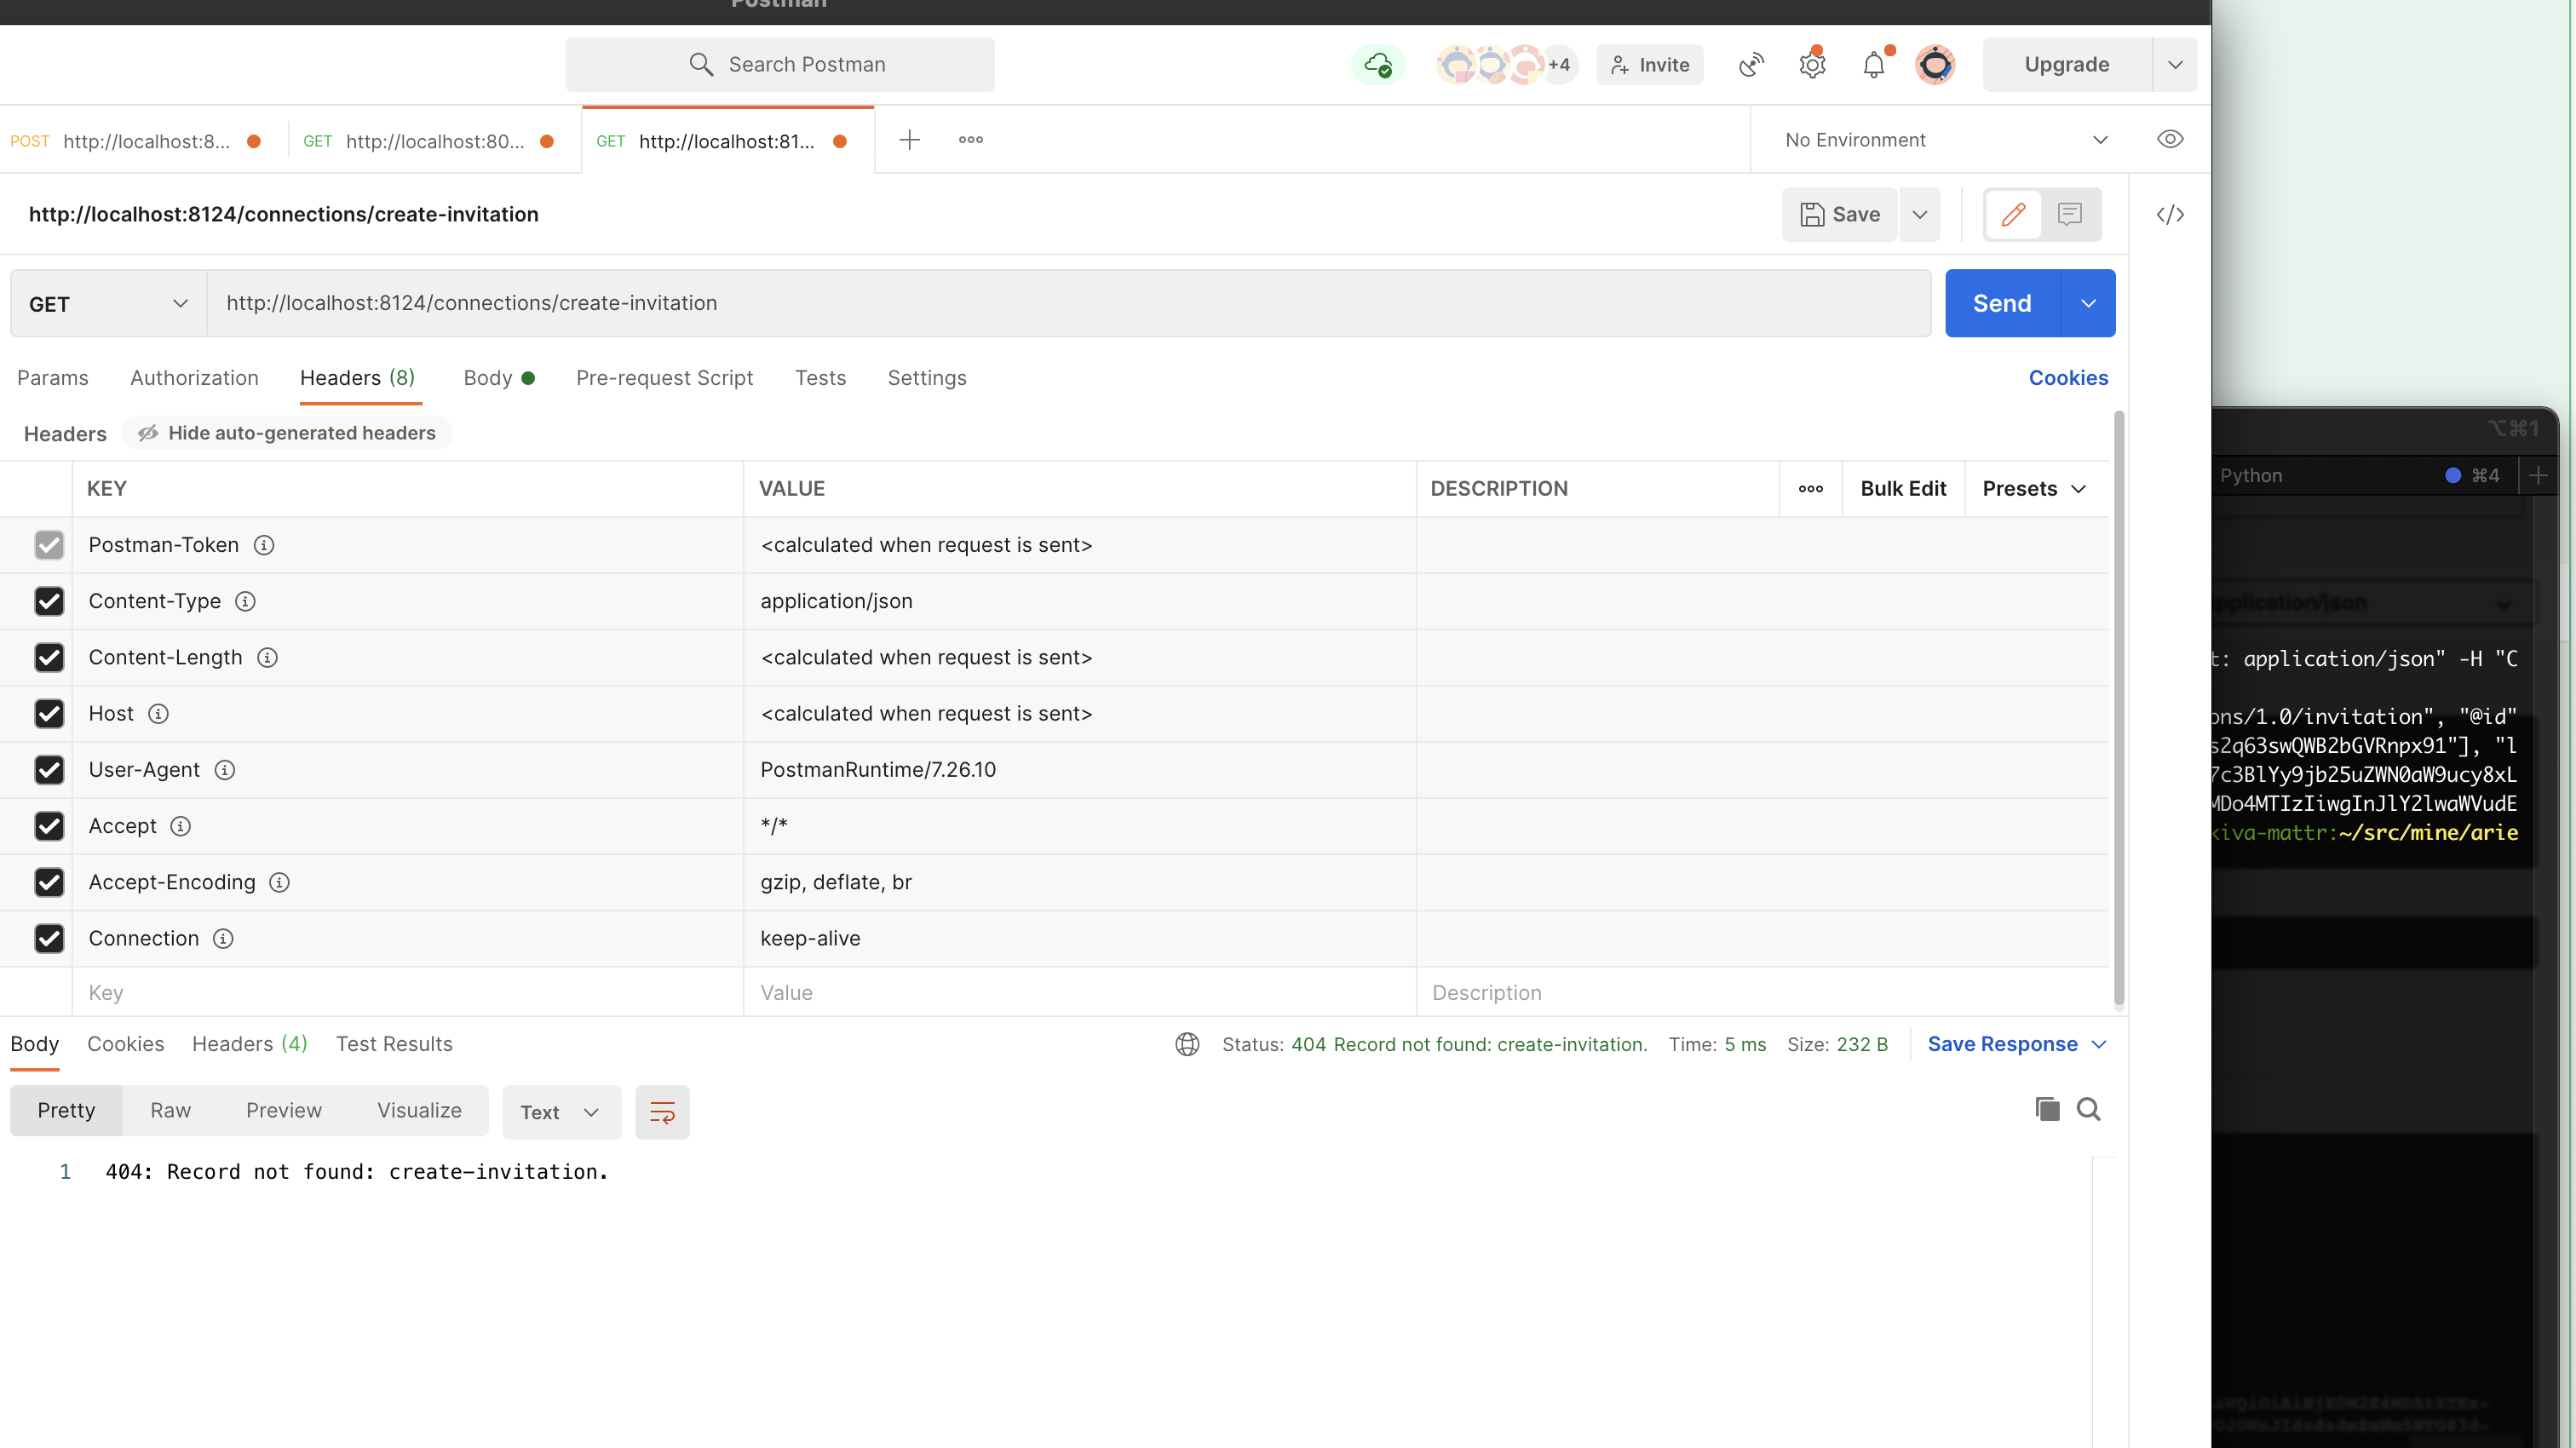 Postman
Search Postman
+4
Invite
Upgrade
POST http://localhost:8...
GET http://localhost:80...
GET http://localhost:81...
No Environment
http://localhost:8124/connections/create-invitation
Save
GET
http://localhost:8124/connections/create-invitation
Send
Params
Authorization
Headers (8)
Body
Pre-request Script
Tests
Settings
Cookies
Headers
Hide auto-generated headers
KEY VALUE DESCRIPTION
Bulk Edit
Presets
Postman-Token <calculated when request is sent>
Content-Type application/json
Content-Length <calculated when request is sent>
Host <calculated when request is sent>
User-Agent PostmanRuntime/7.26.10
Accept */*
Accept-Encoding gzip, deflate, br
Connection keep-alive
Key Value Description
Body
Cookies
Headers (4)
Test Results
Status: 404 Record not found: create-invitation. Time: 5 ms Size: 232 B
Save Response
Pretty
Raw
Preview
Visualize
Text
1 404: Record not found: create-invitation.
⌥⌘1
Python
⌘4
application/json
t: application/json" -H "C
ons/1.0/invitation", "@id"
s2q63swQWB2bGVRnpx91"], "l
7c3BlYy9jb25uZWN0aW9ucy8xL
MDo4MTIzIiwgInJlY2lwaWVudE
kiva-mattr:~/src/mine/arie